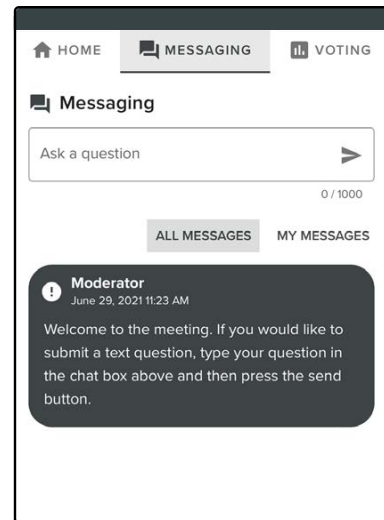 HOME MESSAGING VOTING
Messaging
Ask a question
0 / 1000
ALL MESSAGES MY MESSAGES
Moderator
June 29, 2021 11:23 AM
Welcome to the meeting. If you would like to
submit a text question, type your question in
the chat box above and then press the send
button.